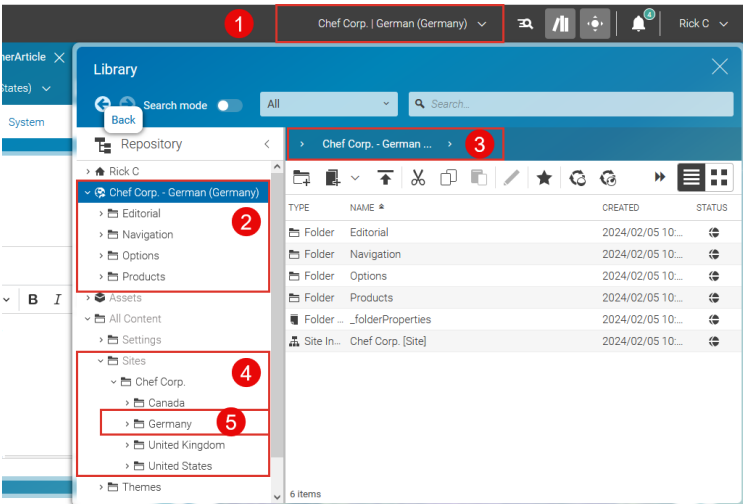 1
Chef Corp. | German (Germany)
4
Rick C
nerArticle
States)
System
Library
Search mode
All
Search...
Back
Repository
Chef Corp. - German ...
3
Rick C
Chef Corp. - German (Germany)
Editorial
2
Navigation
Options
Products
Assets
All Content
Settings
Sites
Chef Corp.
4
Canada
Germany
5
United Kingdom
United States
Themes
B I
TYPE NAME CREATED STATUS
Folder Editorial 2024/02/05 10:...
Folder Navigation 2024/02/05 10:...
Folder Options 2024/02/05 10:...
Folder Products 2024/02/05 10:...
Folder ... _folderProperties 2024/02/05 10:...
Site In... Chef Corp. [Site] 2024/02/05 10:...
6 items